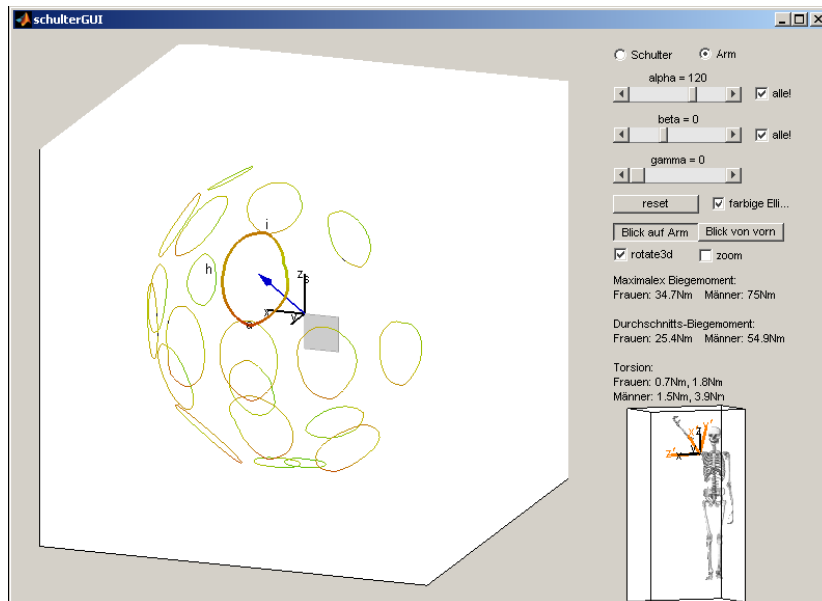 schulterGUI
Schulter
Arm
alpha = 120
alle!
beta = 0
alle!
gamma = 0
reset
farbige Elli...
Blick auf Arm
Blick von vorn
rotate3d
zoom
Maximalex Biegemoment:
Frauen: 34.7Nm Männer: 75Nm
Durchschnitts-Biegemoment:
Frauen: 25.4Nm Männer: 54.9Nm
Torsion:
Frauen: 0.7Nm, 1.8Nm
Männer: 1.5Nm, 3.9Nm
i
h
z
s
x
y
a
z'
x